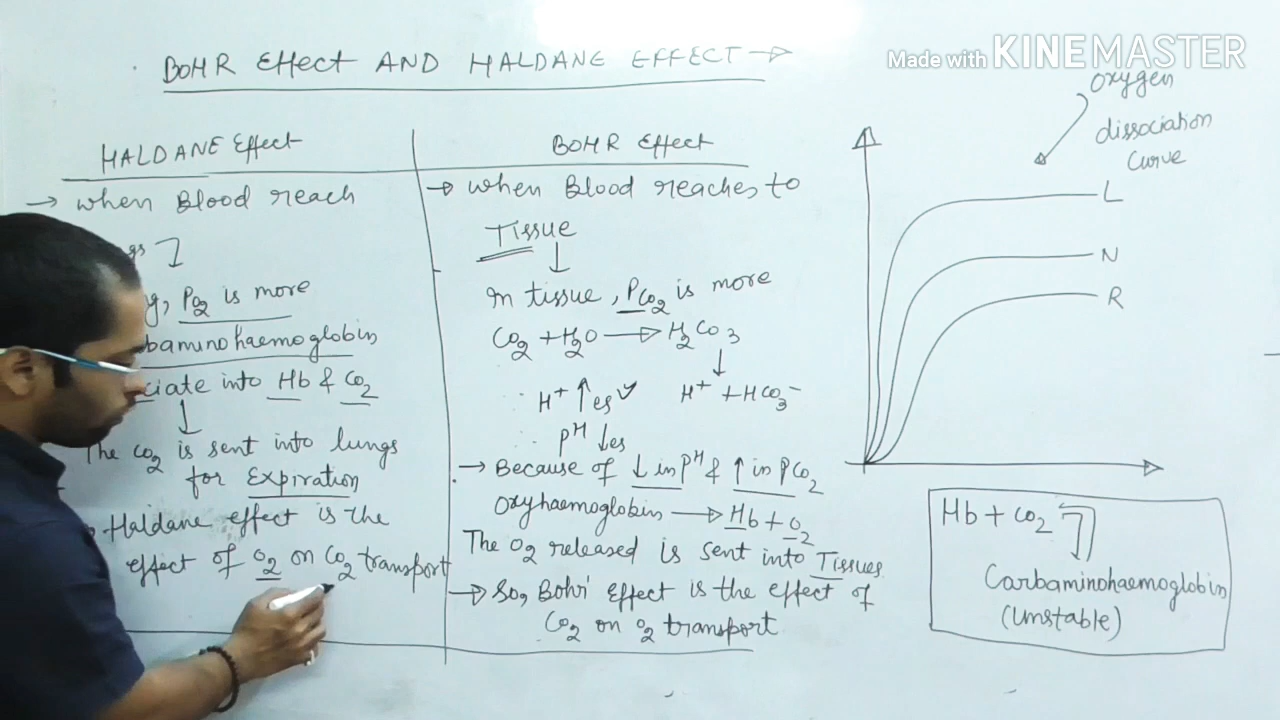 BOHR Effect AND HALDANE EFFECT →
Made with KINEMASTER
HALDANE Effect
→ when Blood reach
PO2 is more
baminohaemoglobin
ciate into Hb & CO2
↓
The CO2 is sent into lungs
for Expiration
Haldane effect is the
effect of O2 on CO2 transport
BOHR Effect
→ when Blood reaches to
Tissue
↓
In tissue, PCO2 is more
CO2 + H2O → H2CO3
↓
H+ ↑es ✓ H+ + HCO3-
PH ↓es
→ Because of ↓ in PH & ↑ in PCO2
Oxyhaemoglobin → Hb + O2
The O2 released is sent into Tissues
→ So, Bohr' Effect is the effect of
CO2 on O2 transport
oxygen
dissociation
curve
L
N
R
Hb + CO2
Carbaminohaemoglobin
(Unstable)